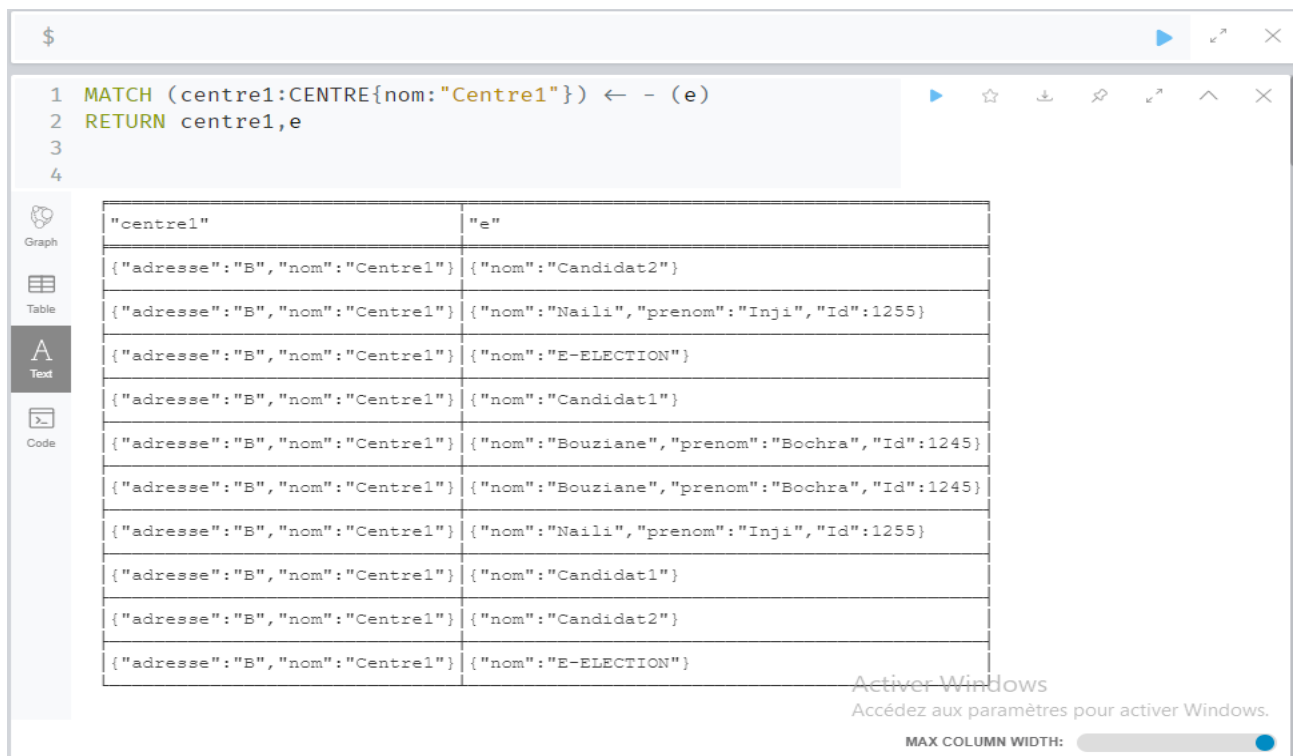 $
1 MATCH (centre1:CENTRE{nom:"Centre1"}) ← - (e)
2 RETURN centre1,e
3
4
Graph
Table
Text
Code
"centre1" "e"
{"adresse":"B","nom":"Centre1"} {"nom":"Candidat2"}
{"adresse":"B","nom":"Centre1"} {"nom":"Naili","prenom":"Inji","Id":1255}
{"adresse":"B","nom":"Centre1"} {"nom":"E-ELECTION"}
{"adresse":"B","nom":"Centre1"} {"nom":"Candidat1"}
{"adresse":"B","nom":"Centre1"} {"nom":"Bouziane","prenom":"Bochra","Id":1245}
{"adresse":"B","nom":"Centre1"} {"nom":"Bouziane","prenom":"Bochra","Id":1245}
{"adresse":"B","nom":"Centre1"} {"nom":"Naili","prenom":"Inji","Id":1255}
{"adresse":"B","nom":"Centre1"} {"nom":"Candidat1"}
{"adresse":"B","nom":"Centre1"} {"nom":"Candidat2"}
{"adresse":"B","nom":"Centre1"} {"nom":"E-ELECTION"}
Activer Windows
Accédez aux paramètres pour activer Windows.
MAX COLUMN WIDTH: